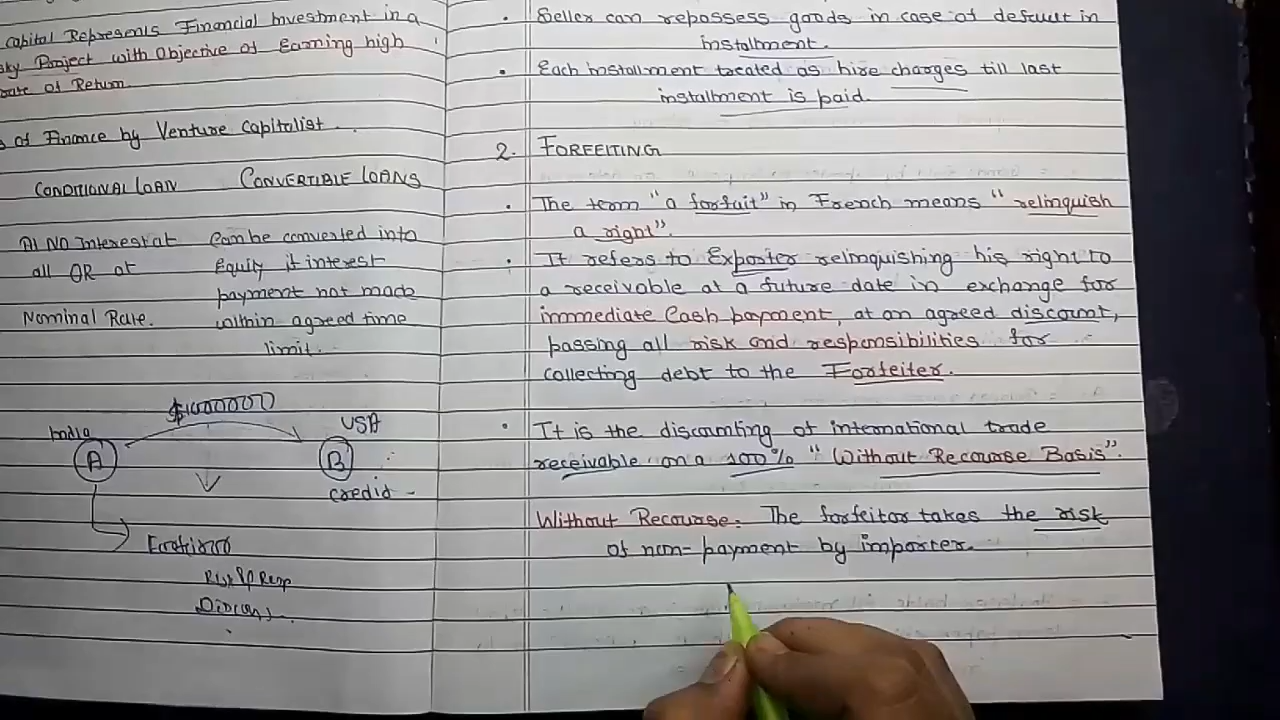 capital Represents Financial Investment in a
sky Project with Objective of Earning high
rate of Return.
s of Finance by Venture Capitalist.
CONDITIONAL LOAN CONVERTIBLE LOANS
A) NO Interest at Can be converted into
all OR at Equity if interest
payment not made
Nominal Rate. within agreed time
limit.
$1000000
India USA
A B
credit -
Risk & Resp
• Seller can repossess goods in case of default in
installment.
• Each installment treated as hire charges till last
installment is paid.
2. FORFEITING
• The term "a forfait" in French means "relinquish
a right".
• It refers to Exporter relinquishing his right to
a receivable at a future date in exchange for
immediate Cash payment, at an agreed discount,
passing all risk and responsibilities for
collecting debt to the Forfeiter.
• It is the discounting of international trade
receivable on a 100% "Without Recourse Basis".
Without Recourse: The forfeitor takes the risk
of non-payment by importer.